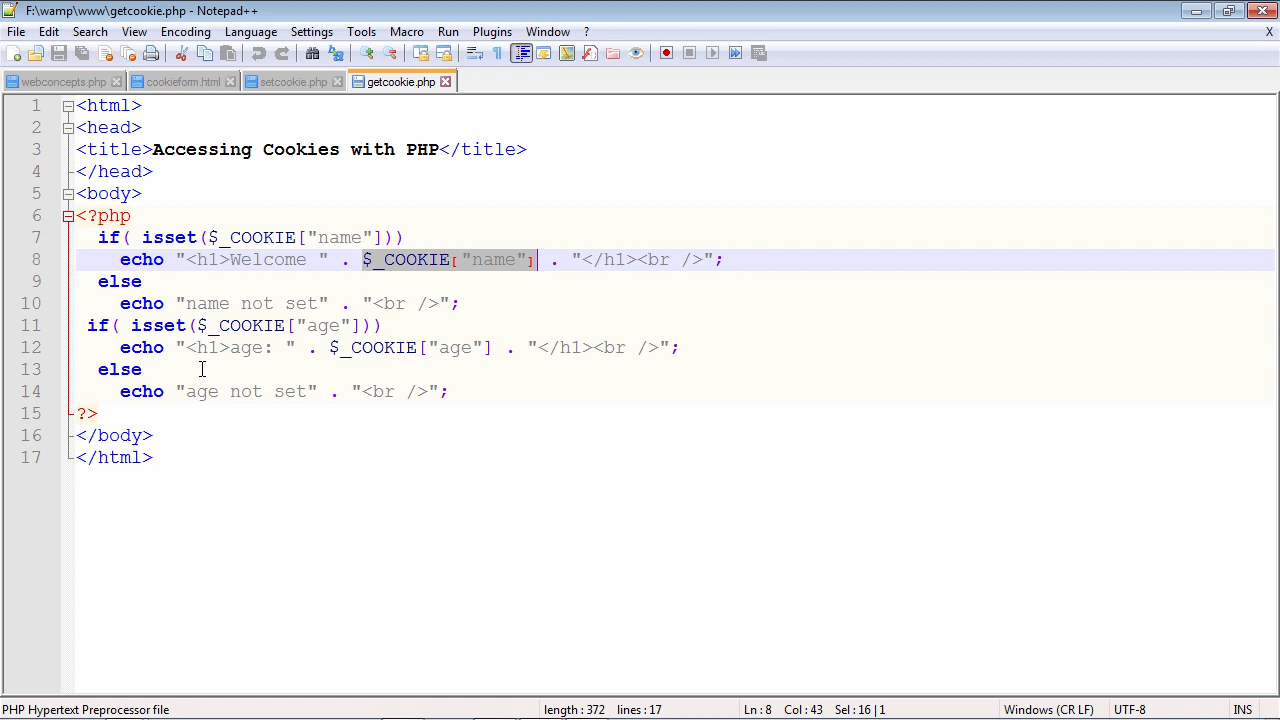 F:\wamp\www\getcookie.php - Notepad++
File Edit Search View Encoding Language Settings Tools Macro Run Plugins Window ? X
webconcepts.php cookieform.html setcookie.php getcookie.php
1 <html>
2 <head>
3 <title>Accessing Cookies with PHP</title>
4 </head>
5 <body>
6 <?php
7 if( isset($_COOKIE["name"]))
8 echo "<h1>Welcome " . $_COOKIE["name"] . "</h1><br />";
9 else
10 echo "name not set" . "<br />";
11 if( isset($_COOKIE["age"]))
12 echo "<h1>age: " . $_COOKIE["age"] . "</h1><br />";
13 else
14 echo "age not set" . "<br />";
15 ?>
16 </body>
17 </html>
PHP Hypertext Preprocessor file length : 372 lines : 17 Ln : 8 Col : 43 Sel : 16 | 1 Windows (CR LF) UTF-8 INS